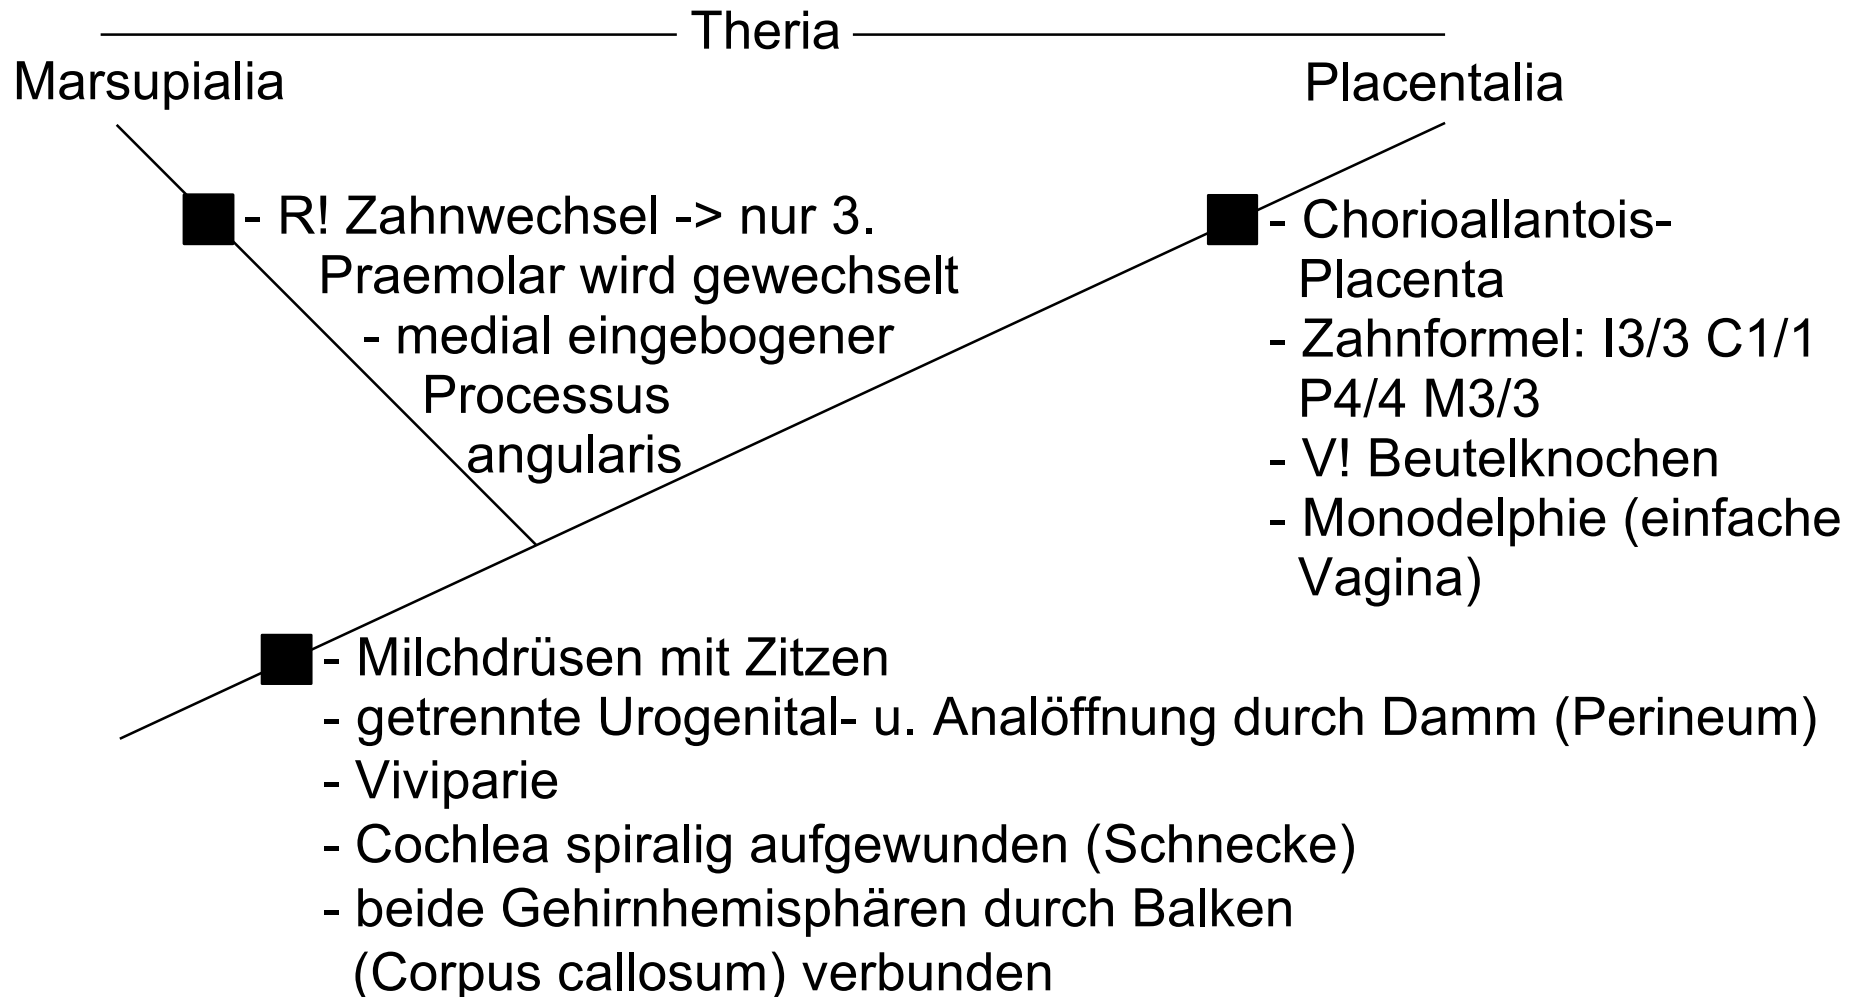 Theria
Marsupialia
Placentalia
- R! Zahnwechsel -> nur 3.
Praemolar wird gewechselt
- medial eingebogener
Processus
angularis
- Chorioallantois-
Placenta
- Zahnformel: I3/3 C1/1
P4/4 M3/3
- V! Beutelknochen
- Monodelphie (einfache
Vagina)
- Milchdrüsen mit Zitzen
- getrennte Urogenital- u. Analöffnung durch Damm (Perineum)
- Viviparie
- Cochlea spiralig aufgewunden (Schnecke)
- beide Gehirnhemisphären durch Balken
(Corpus callosum) verbunden